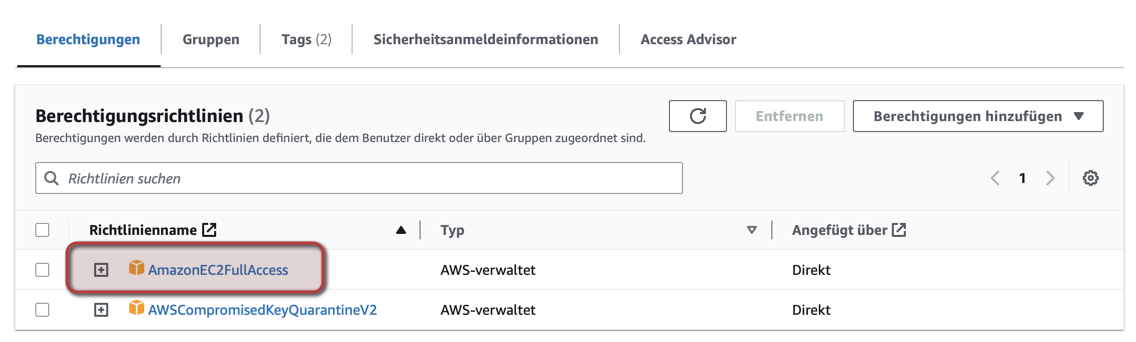 Berechtigungen Gruppen Tags (2) Sicherheitsanmeldeinformationen Access Advisor
Berechtigungsrichtlinien (2)
Berechtigungen werden durch Richtlinien definiert, die dem Benutzer direkt oder über Gruppen zugeordnet sind.
Entfernen Berechtigungen hinzufügen
Richtlinien suchen
1
Richtlinienname Typ Angefügt über
AmazonEC2FullAccess AWS-verwaltet Direkt
AWSCompromisedKeyQuarantineV2 AWS-verwaltet Direkt